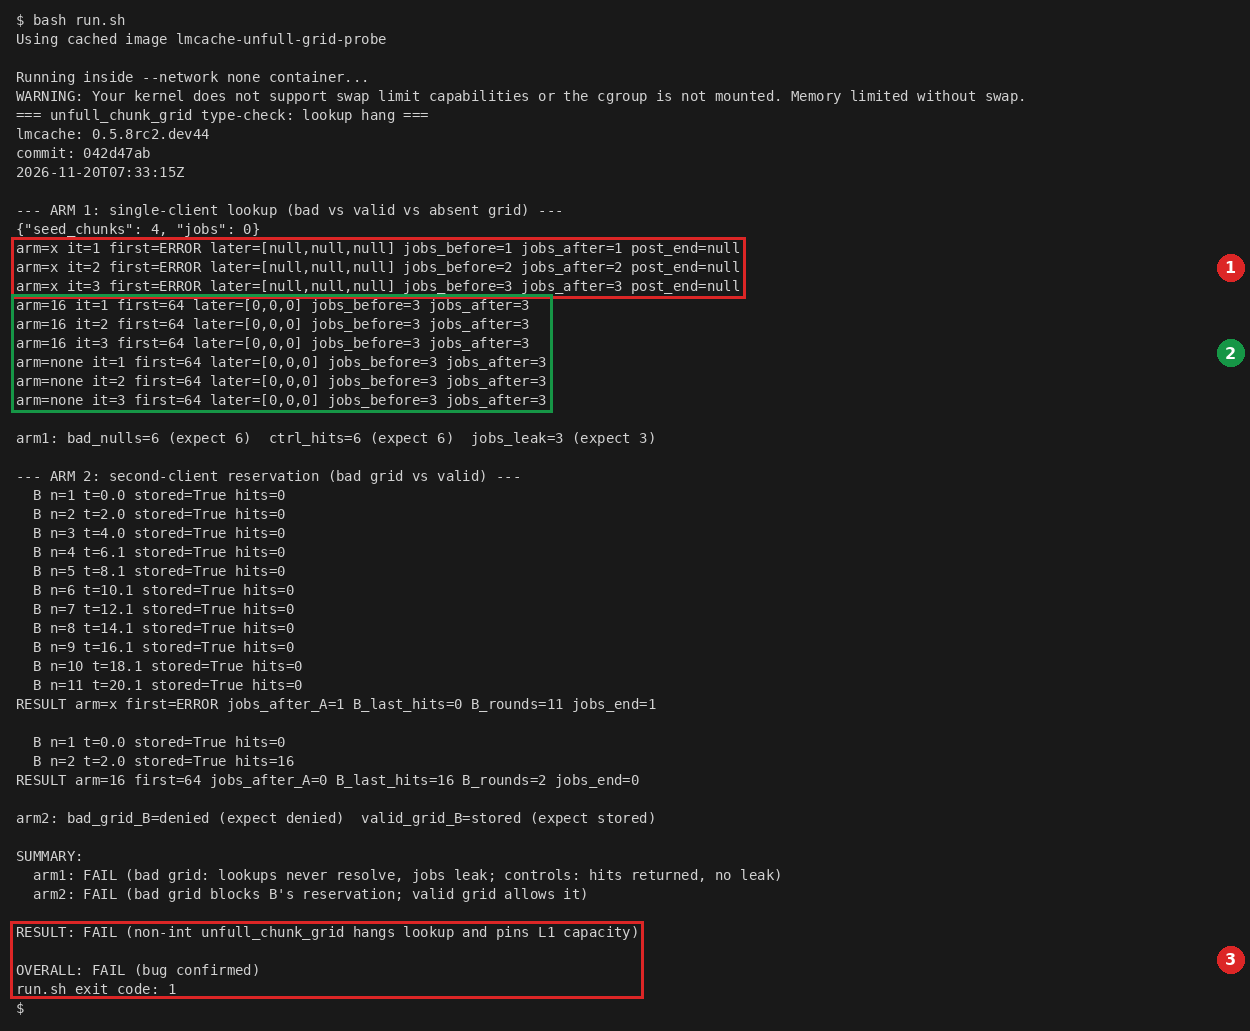 $ bash run.sh
Using cached image lmcache-unfull-grid-probe
Running inside --network none container...
WARNING: Your kernel does not support swap limit capabilities or the cgroup is not mounted. Memory limited without swap.
=== unfull_chunk_grid type-check: lookup hang ===
lmcache: 0.5.8rc2.dev44
commit: 042d47ab
2026-11-20T07:33:15Z
--- ARM 1: single-client lookup (bad vs valid vs absent grid) ---
{"seed_chunks": 4, "jobs": 0}
arm=x it=1 first=ERROR later=[null,null,null] jobs_before=1 jobs_after=1 post_end=null
arm=x it=2 first=ERROR later=[null,null,null] jobs_before=2 jobs_after=2 post_end=null
1
arm=x it=3 first=ERROR later=[null,null,null] jobs_before=3 jobs_after=3 post_end=null
arm=16 it=1 first=64 later=[0,0,0] jobs_before=3 jobs_after=3
arm=16 it=2 first=64 later=[0,0,0] jobs_before=3 jobs_after=3
arm=16 it=3 first=64 later=[0,0,0] jobs_before=3 jobs_after=3
2
arm=none it=1 first=64 later=[0,0,0] jobs_before=3 jobs_after=3
arm=none it=2 first=64 later=[0,0,0] jobs_before=3 jobs_after=3
arm=none it=3 first=64 later=[0,0,0] jobs_before=3 jobs_after=3
arm1: bad_nulls=6 (expect 6)  ctrl_hits=6 (expect 6)  jobs_leak=3 (expect 3)
--- ARM 2: second-client reservation (bad grid vs valid) ---
B n=1 t=0.0 stored=True hits=0
B n=2 t=2.0 stored=True hits=0
B n=3 t=4.0 stored=True hits=0
B n=4 t=6.1 stored=True hits=0
B n=5 t=8.1 stored=True hits=0
B n=6 t=10.1 stored=True hits=0
B n=7 t=12.1 stored=True hits=0
B n=8 t=14.1 stored=True hits=0
B n=9 t=16.1 stored=True hits=0
B n=10 t=18.1 stored=True hits=0
B n=11 t=20.1 stored=True hits=0
RESULT arm=x first=ERROR jobs_after_A=1 B_last_hits=0 B_rounds=11 jobs_end=1
B n=1 t=0.0 stored=True hits=0
B n=2 t=2.0 stored=True hits=16
RESULT arm=16 first=64 jobs_after_A=0 B_last_hits=16 B_rounds=2 jobs_end=0
arm2: bad_grid_B=denied (expect denied)  valid_grid_B=stored (expect stored)
SUMMARY:
arm1: FAIL (bad grid: lookups never resolve, jobs leak; controls: hits returned, no leak)
arm2: FAIL (bad grid blocks B's reservation; valid grid allows it)
RESULT: FAIL (non-int unfull_chunk_grid hangs lookup and pins L1 capacity)
3
OVERALL: FAIL (bug confirmed)
run.sh exit code: 1
$